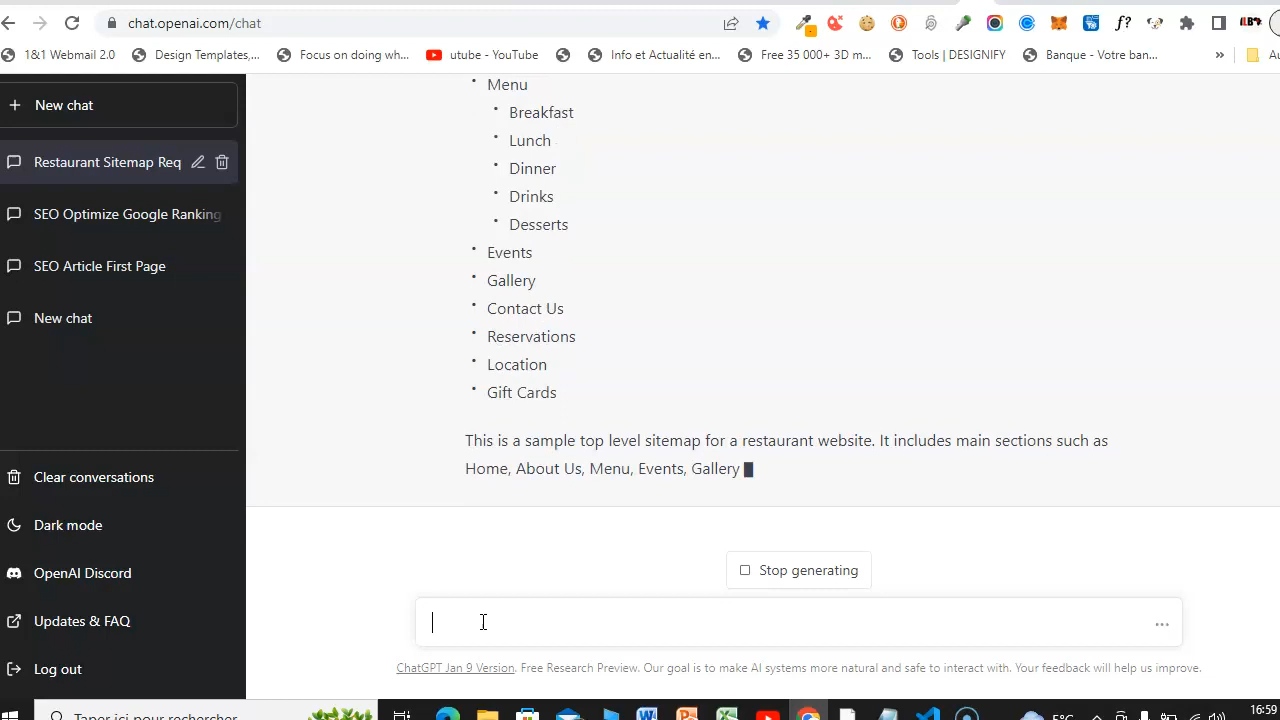 chat.openai.com/chat
f?
1&1 Webmail 2.0
Design Templates,...
Focus on doing wh...
utube - YouTube
Info et Actualité en...
Free 35 000+ 3D m...
Tools | DESIGNIFY
Banque - Votre ban...
»
New chat
Restaurant Sitemap Req
SEO Optimize Google Ranking
SEO Article First Page
New chat
Clear conversations
Dark mode
OpenAI Discord
Updates & FAQ
Log out
Menu
Breakfast
Lunch
Dinner
Drinks
Desserts
Events
Gallery
Contact Us
Reservations
Location
Gift Cards
This is a sample top level sitemap for a restaurant website. It includes main sections such as
Home, About Us, Menu, Events, Gallery
Stop generating
ChatGPT Jan 9 Version. Free Research Preview. Our goal is to make AI systems more natural and safe to interact with. Your feedback will help us improve.
Taper ici pour rechercher
5°C
16:59